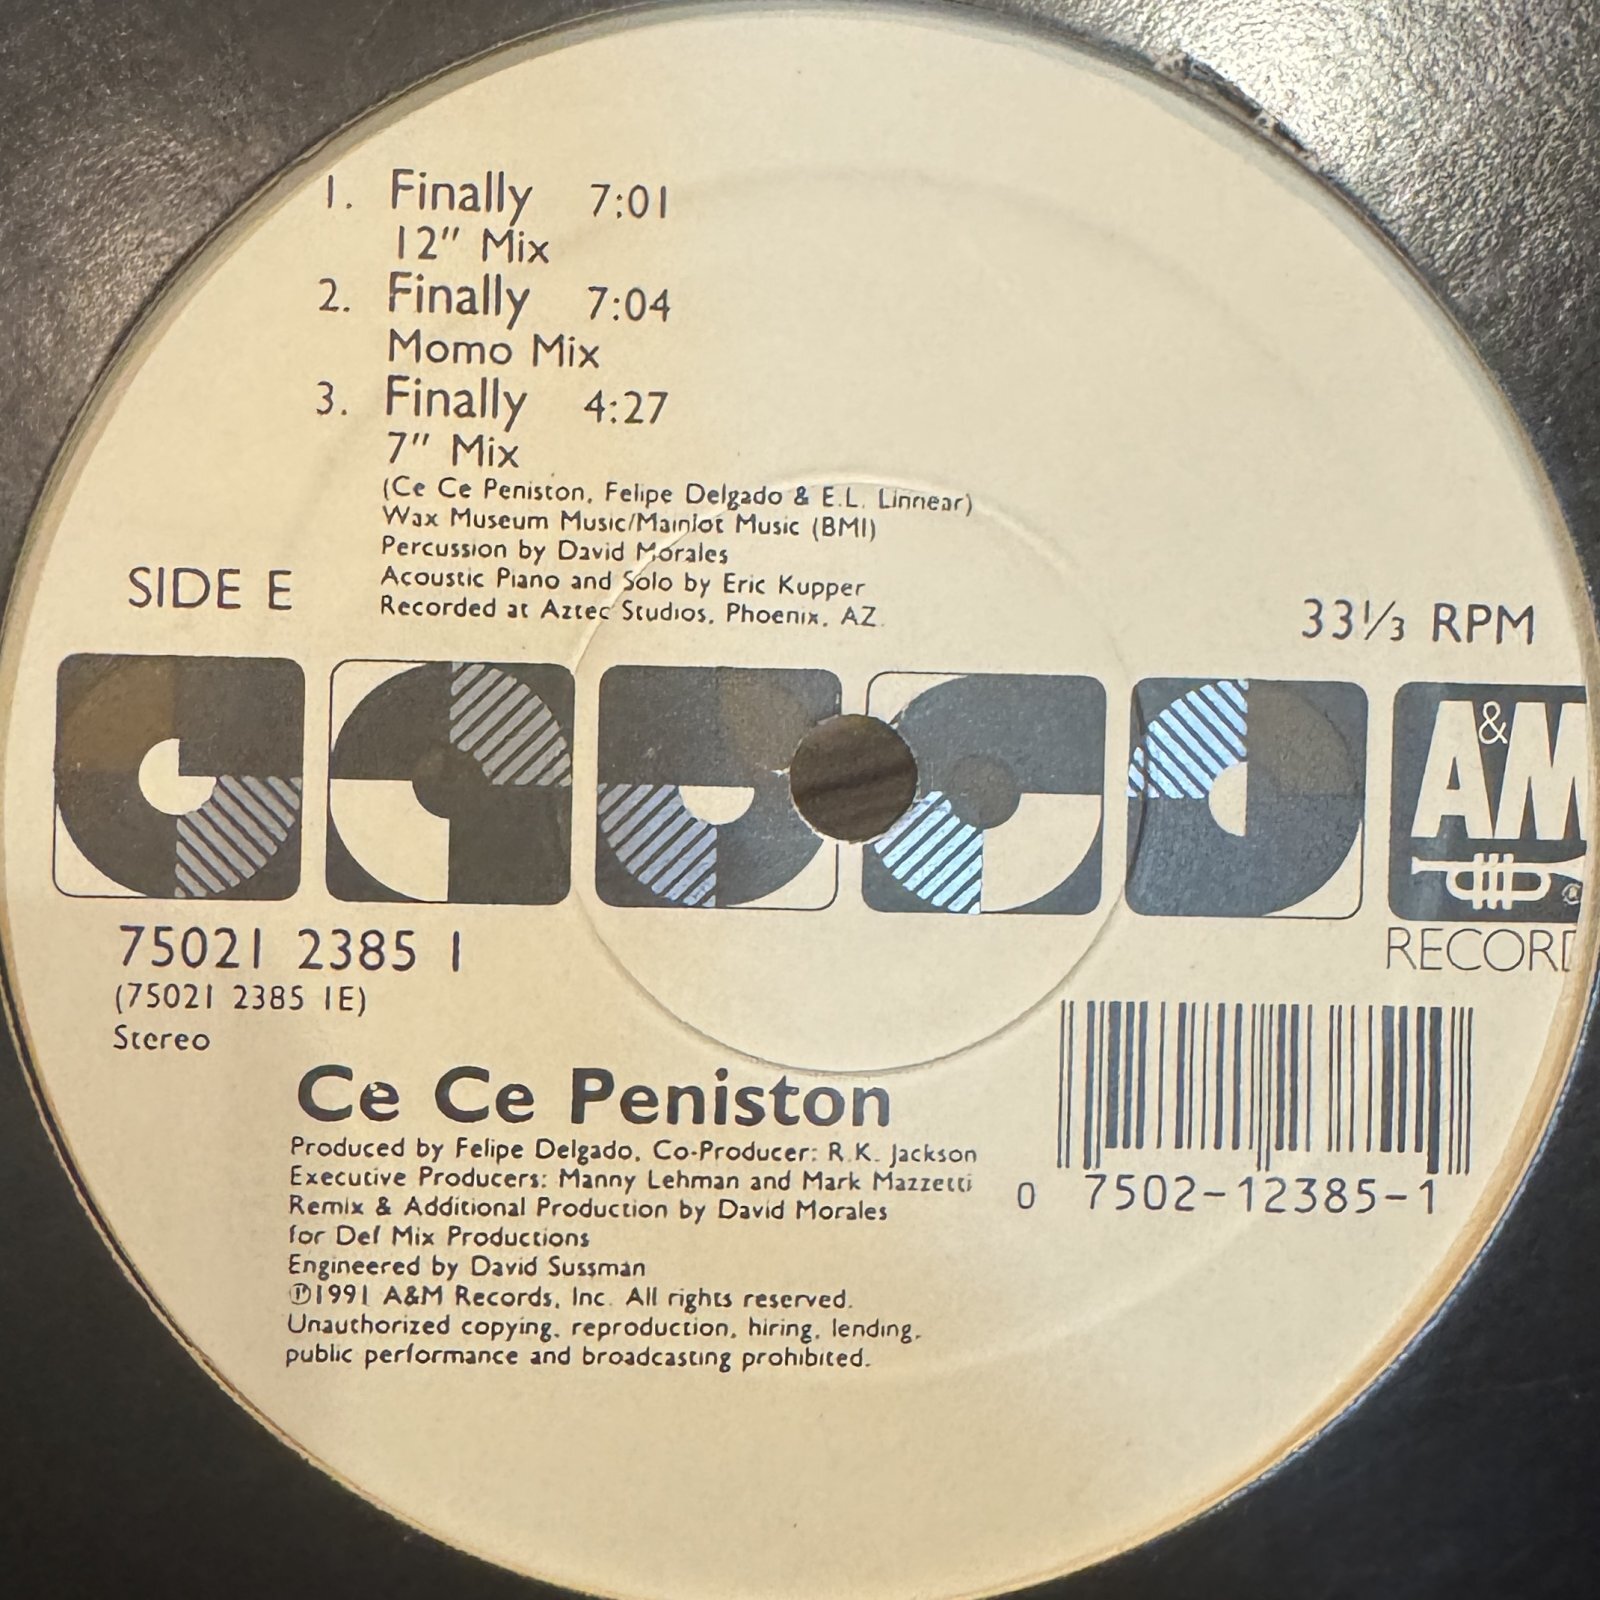 1. Finally 7:01
12" Mix
2. Finally 7:04
Momo Mix
3. Finally 4:27
7" Mix
(Ce Ce Peniston, Felipe Delgado & E.L. Linnear)
Wax Museum Music/Mainlot Music (BMI)
Percussion by David Morales
Acoustic Piano and Solo by Eric Kupper
Recorded at Aztec Studios, Phoenix, AZ.
SIDE E
33⅓ RPM
A&M
®
RECORD
75021 2385 1
(75021 2385 1E)
Stereo
Ce Ce Peniston
Produced by Felipe Delgado, Co-Producer: R.K. Jackson
Executive Producers: Manny Lehman and Mark Mazzetti
Remix & Additional Production by David Morales
for Def Mix Productions
Engineered by David Sussman
℗1991 A&M Records, Inc. All rights reserved.
Unauthorized copying, reproduction, hiring, lending,
public performance and broadcasting prohibited.
0 7502-12385-1